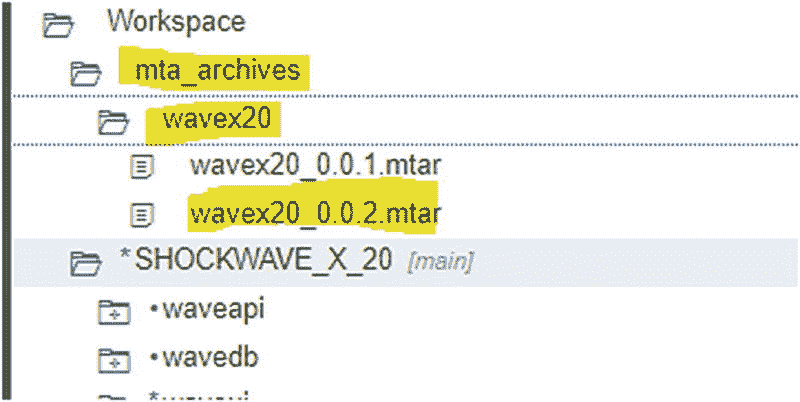 Workspace
mta_archives
wavex20
wavex20_0.0.1.mtar
wavex20_0.0.2.mtar
*SHOCKWAVE_X_20 [main]
•waveapi
•wavedb